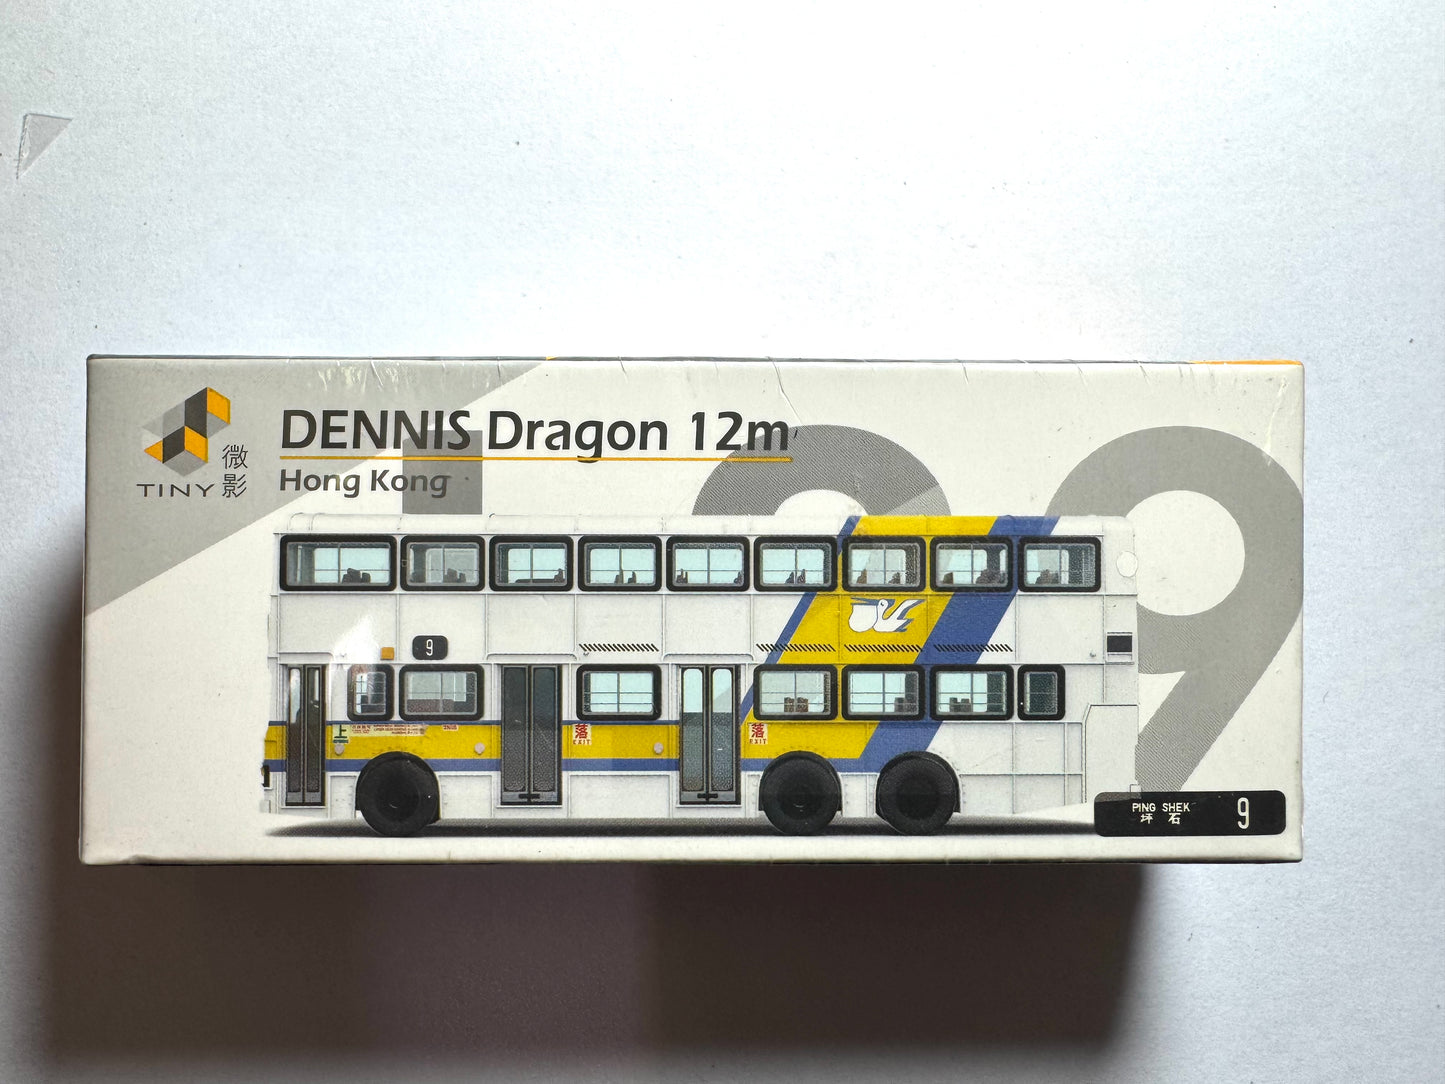 DENNIS Dragon 12m
Hong Kong
TINY 微影
9
上
落
EXIT
落
EXIT
PING SHEK
坪石
9